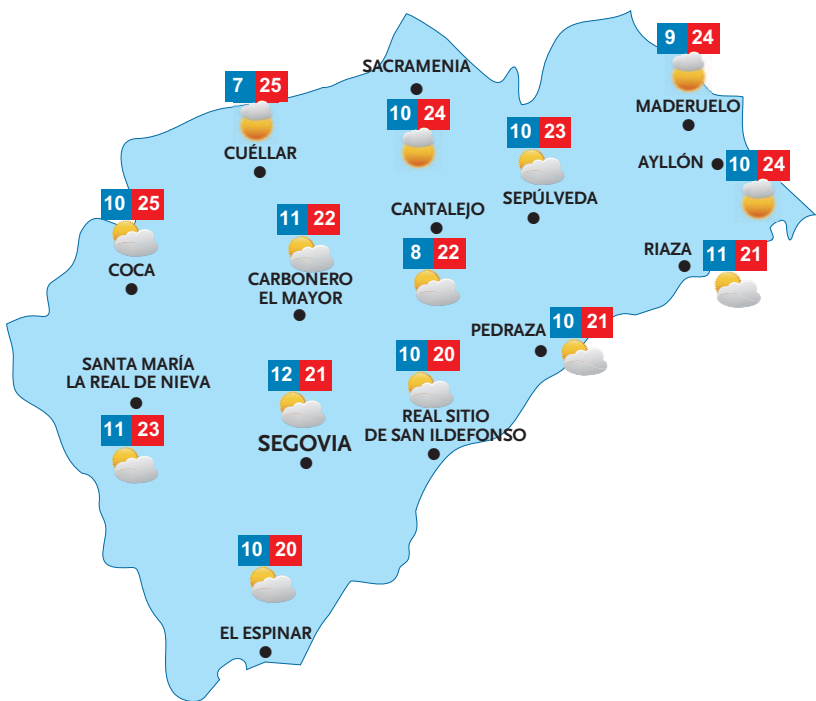 9 24
MADERUELO
SACRAMENIA
10 24
7 25
CUÉLLAR
10 23
SEPÚLVEDA
AYLLÓN
10 24
10 25
COCA
11 22
CARBONERO
EL MAYOR
CANTALEJO
8 22
RIAZA
11 21
PEDRAZA
10 21
SANTA MARÍA
LA REAL DE NIEVA
11 23
12 21
SEGOVIA
10 20
REAL SITIO
DE SAN ILDEFONSO
10 20
EL ESPINAR